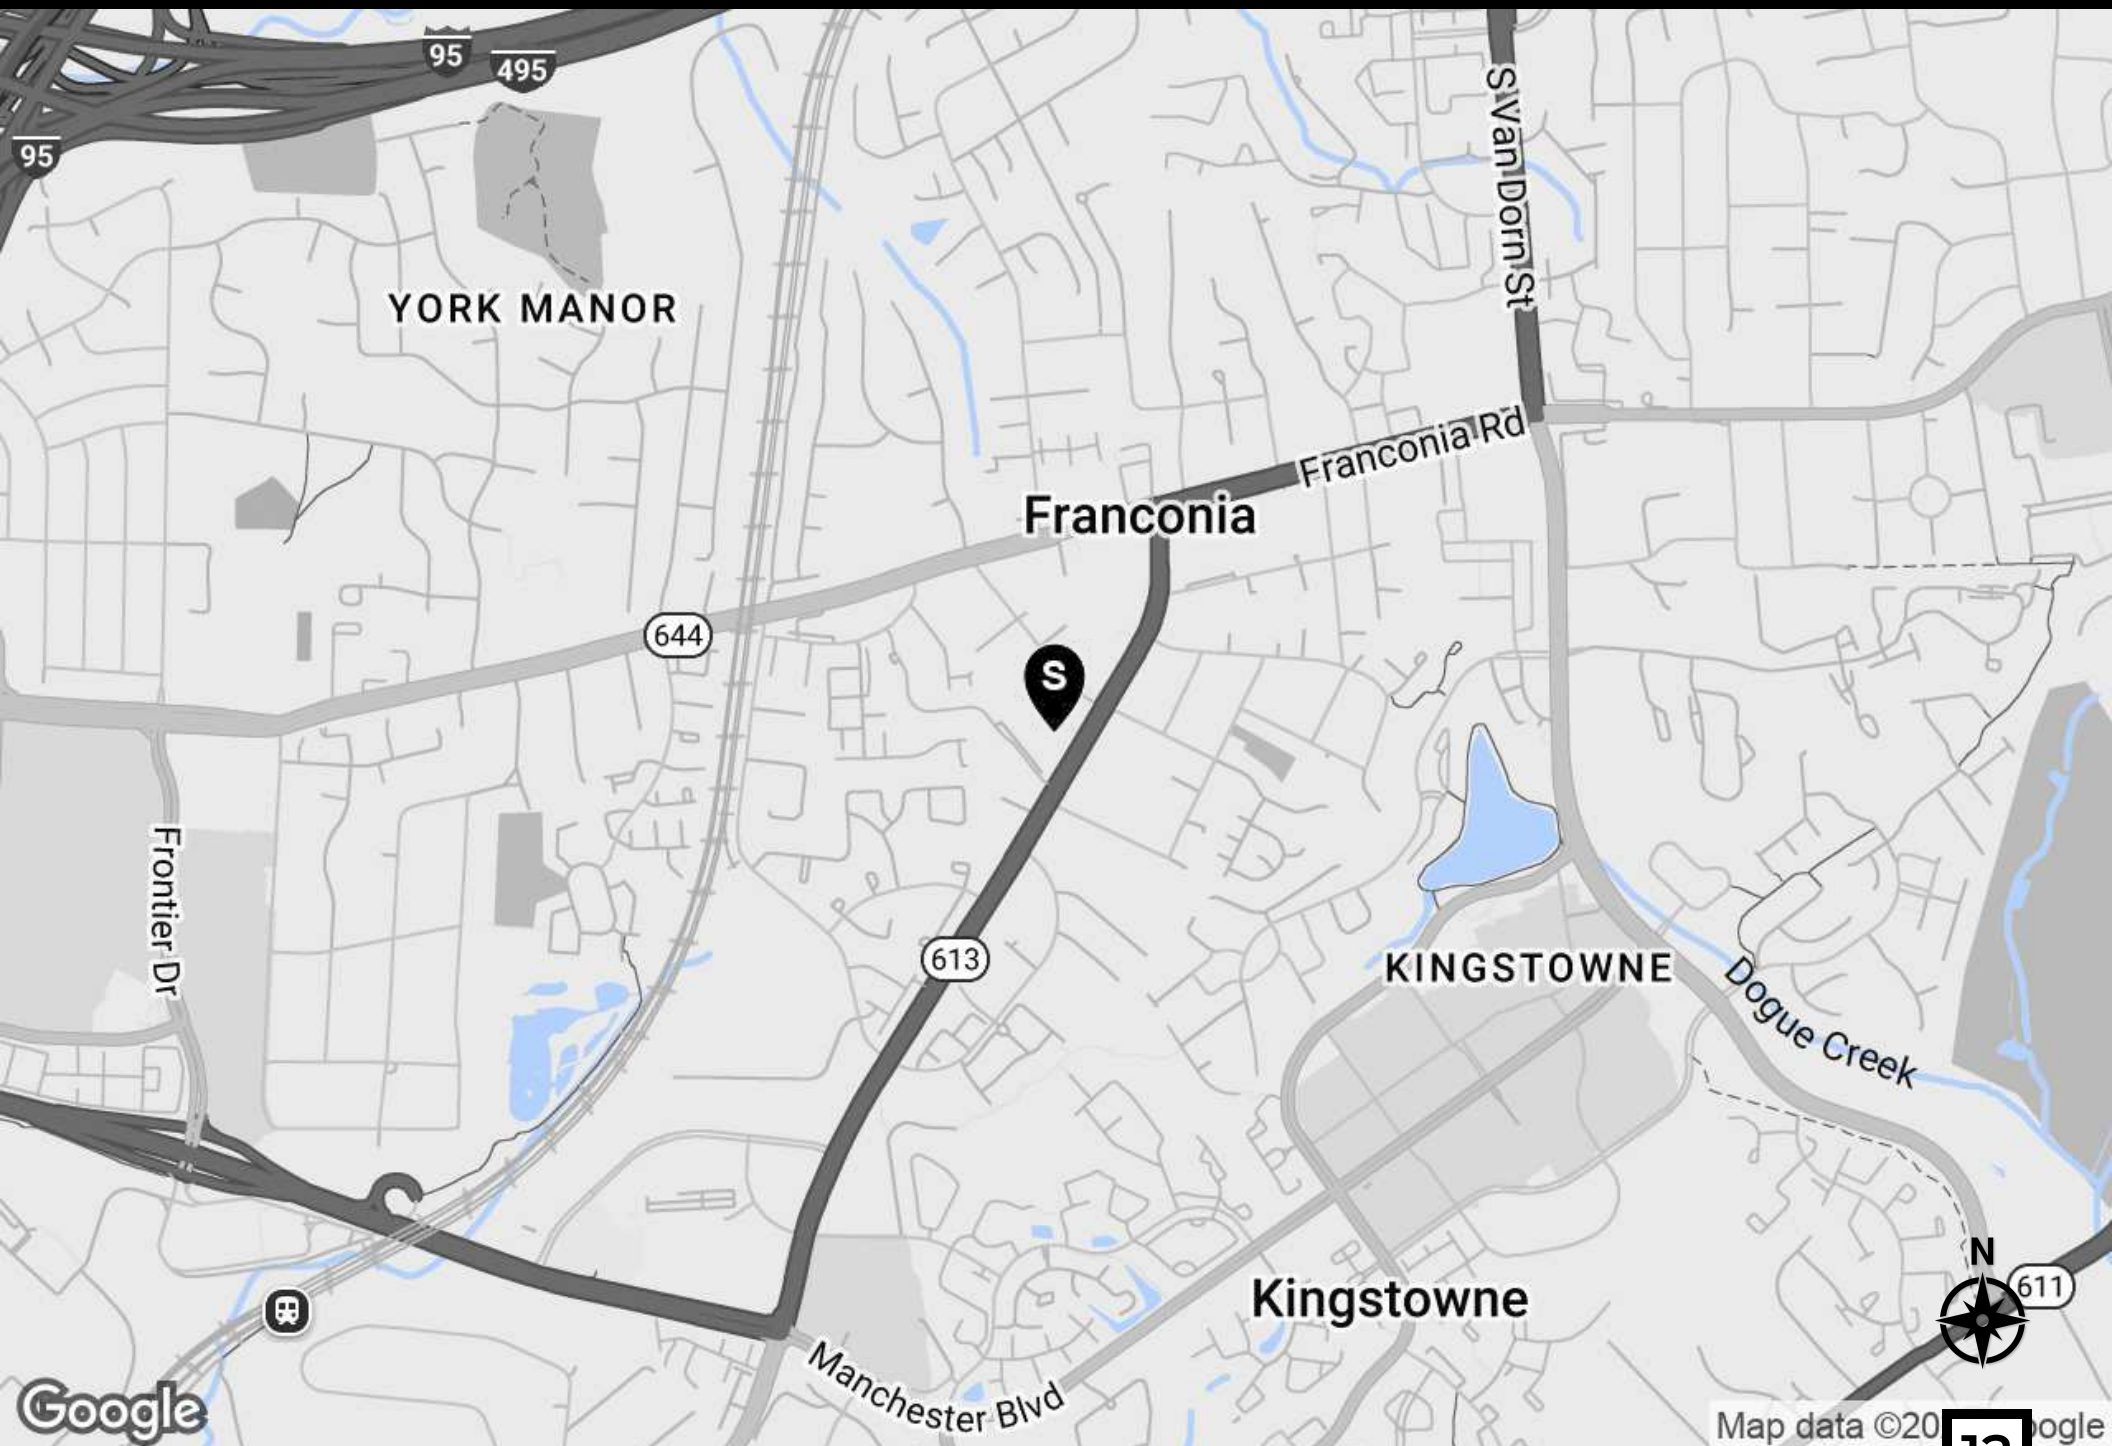 95
495
95
S Van Dorn St
YORK MANOR
Franconia Rd
Franconia
644
S
Frontier Dr
613
KINGSTOWNE
Dogue Creek
N
611
Kingstowne
Manchester Blvd
Google
Map data ©20